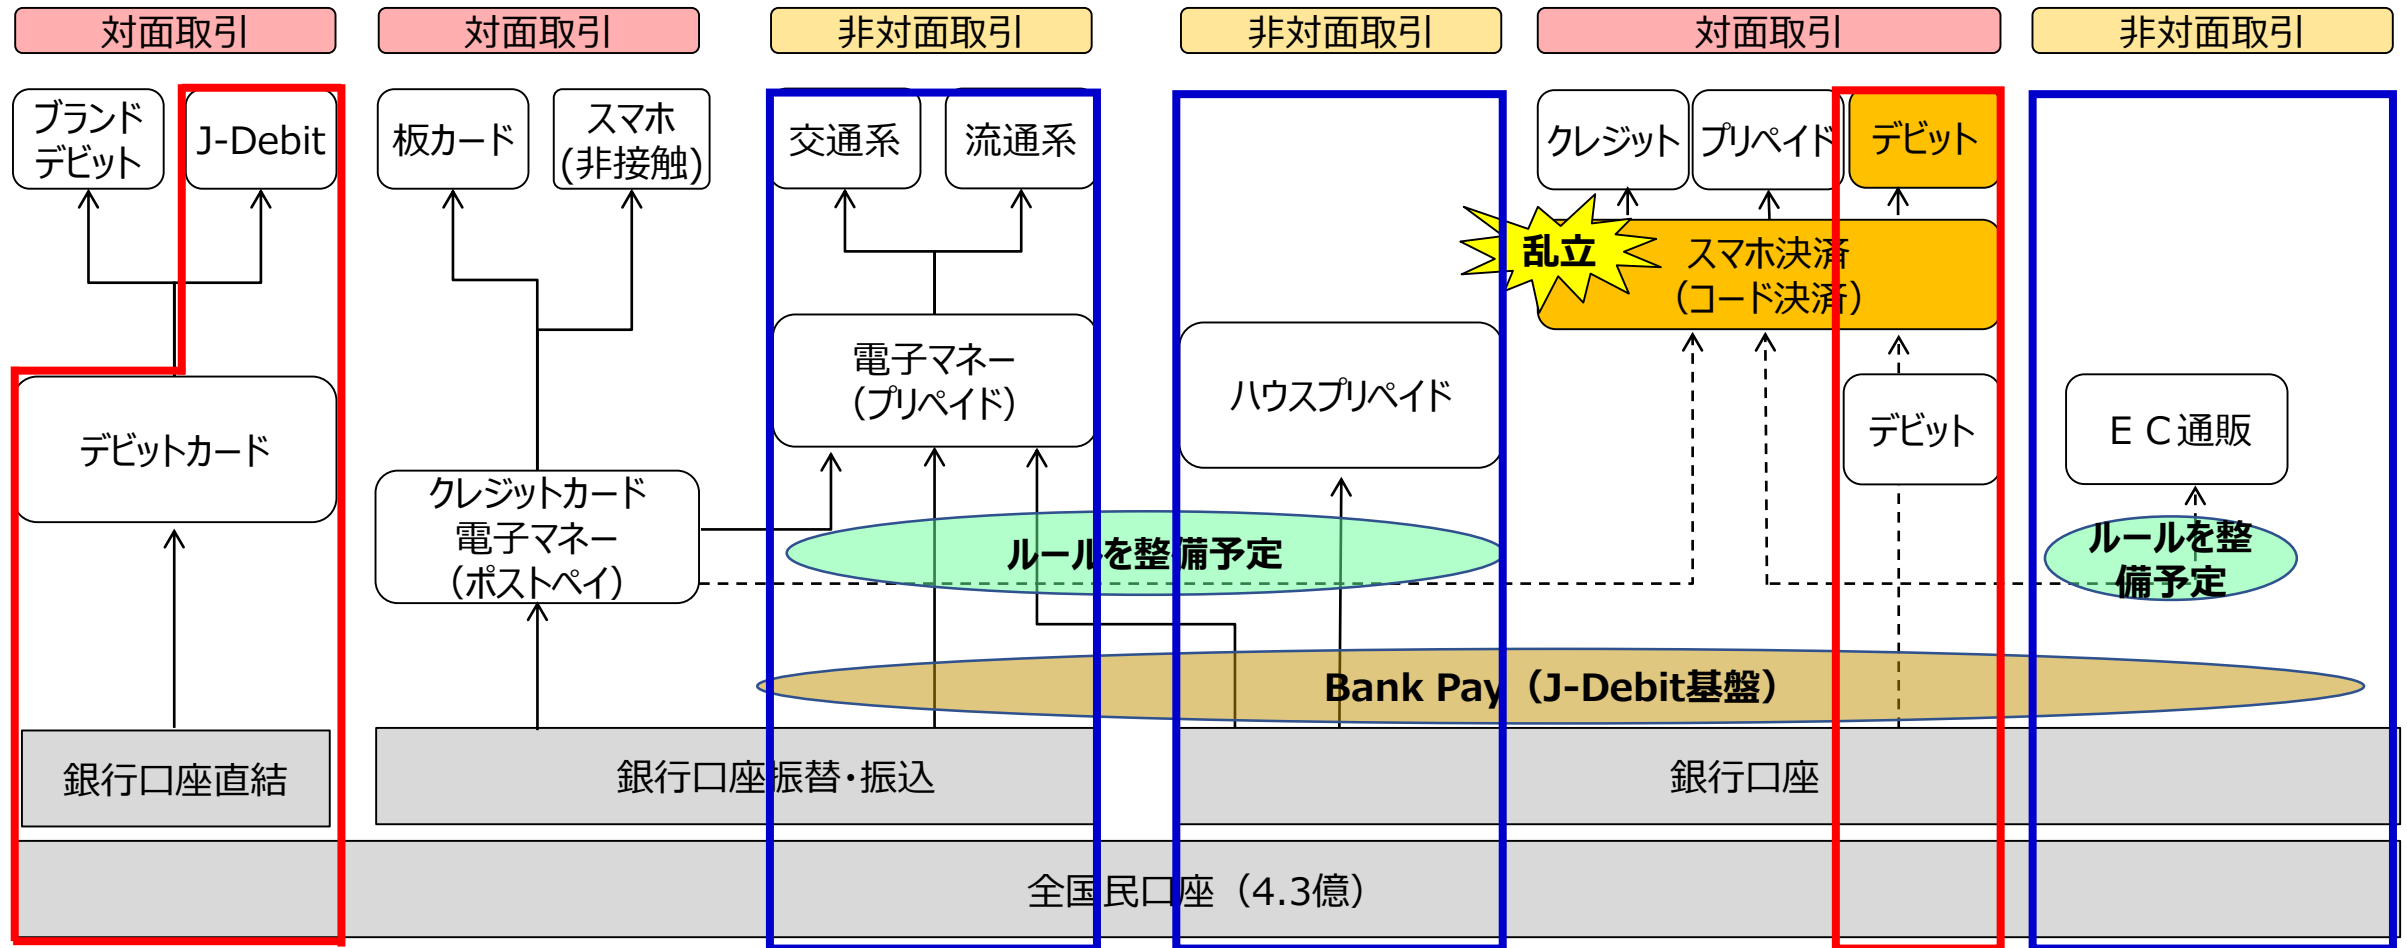 対面取引
対面取引
非対面取引
非対面取引
対面取引
非対面取引
ブランド
デビット
J-Debit
板カード
スマホ
(非接触)
交通系
流通系
クレジット
プリペイド
デビット
乱立
スマホ決済
（コード決済）
電子マネー
（プリペイド）
ハウスプリペイド
デビットカード
デビット
ＥＣ通販
クレジットカード
電子マネー
（ポストペイ）
ルールを整備予定
ルールを整
備予定
Bank Pay（J-Debit基盤）
銀行口座直結
銀行口座振替・振込
銀行口座
全国民口座（4.3億）